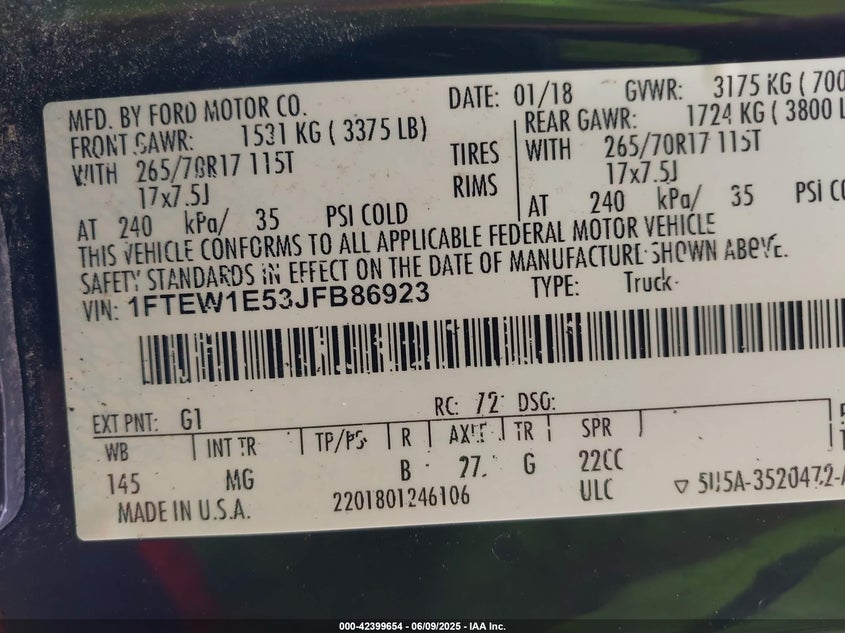 MFD. BY FORD MOTOR CO. DATE: 01/18 GVWR: 3175 KG ( 700
FRONT GAWR: 1531 KG ( 3375 LB) REAR GAWR: 1724 KG ( 3800 L
WITH 265/70R17 115T TIRES WITH 265/70R17 115T
17x7.5J RIMS 17x7.5J
AT 240 kPa/ 35 PSI COLD AT 240 kPa/ 35 PSI CO
THIS VEHICLE CONFORMS TO ALL APPLICABLE FEDERAL MOTOR VEHICLE
SAFETY STANDARDS IN EFFECT ON THE DATE OF MANUFACTURE SHOWN ABOVE.
VIN: 1FTEW1E53JFB86923 TYPE: Truck
EXT PNT: G1 RC: 72 DSO:
WB INT TR TP/PS R AXLE TR SPR
145 MG B 27 G 22CC
MADE IN U.S.A. 2201801246106 ULC
000-42399654 - 06/09/2025 - IAA Inc.